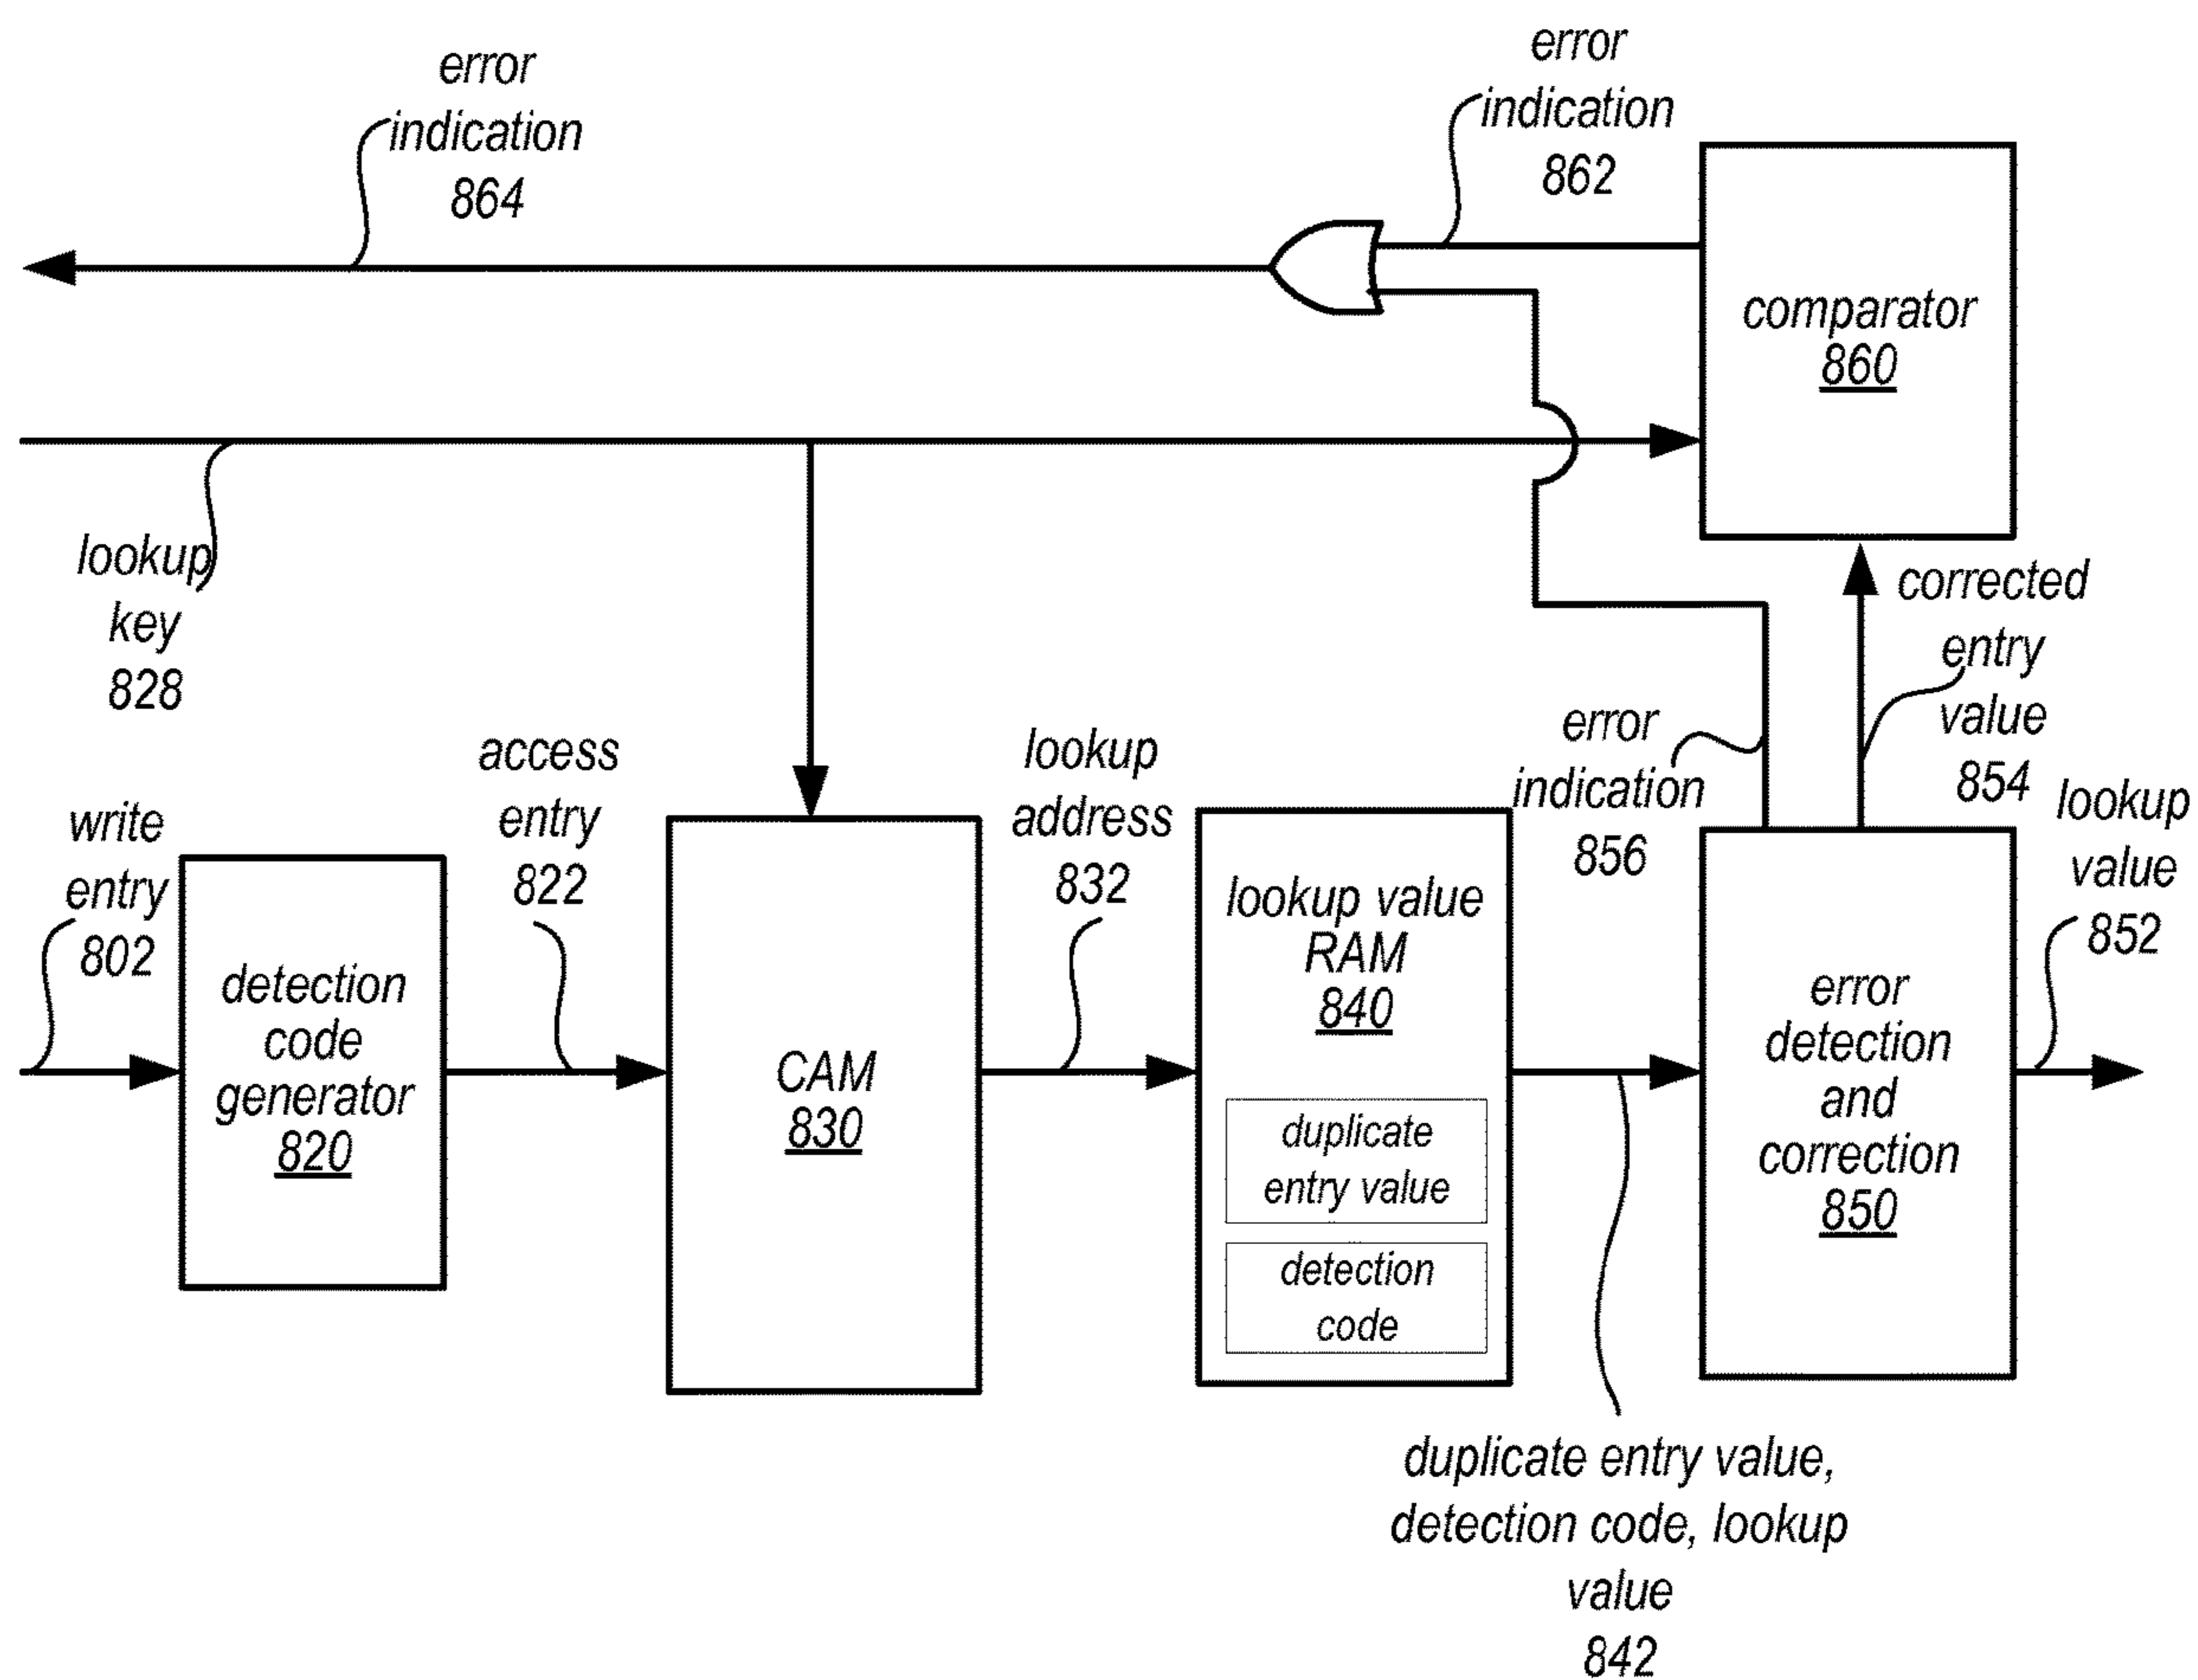 error
indication
864
error
indication
862
comparator
860
lookup
key
828
corrected
entry
value
854
error
indication
856
write
entry
802
access
entry
822
lookup
address
832
lookup
value
852
detection
code
generator
820
CAM
830
lookup value
RAM
840
duplicate
entry value
detection
code
error
detection
and
correction
850
duplicate entry value,
detection code, lookup
value
842